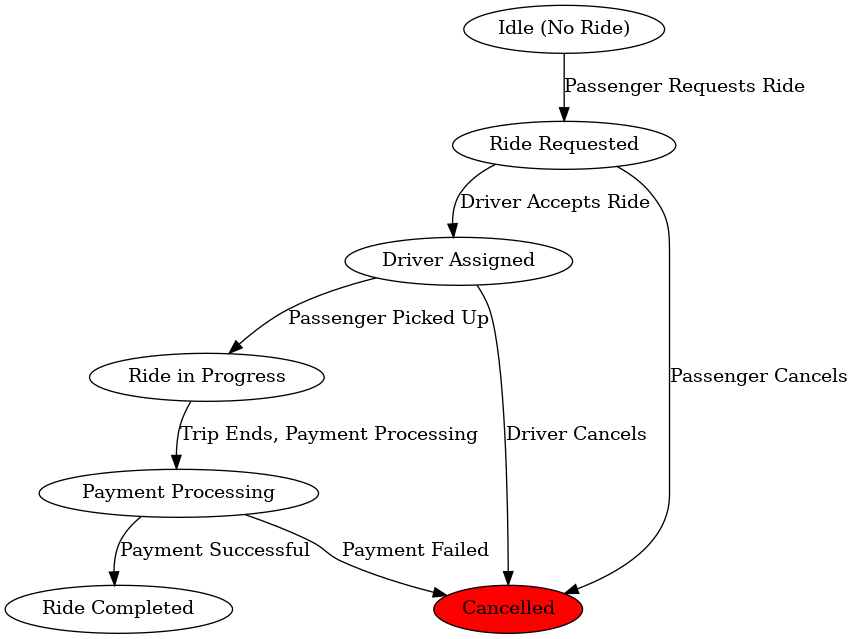 Idle (No Ride)
Passenger Requests Ride
Ride Requested
Driver Accepts Ride
Driver Assigned
Passenger Picked Up
Ride in Progress
Passenger Cancels
Trip Ends, Payment Processing
Driver Cancels
Payment Processing
Payment Successful
Payment Failed
Ride Completed
Cancelled